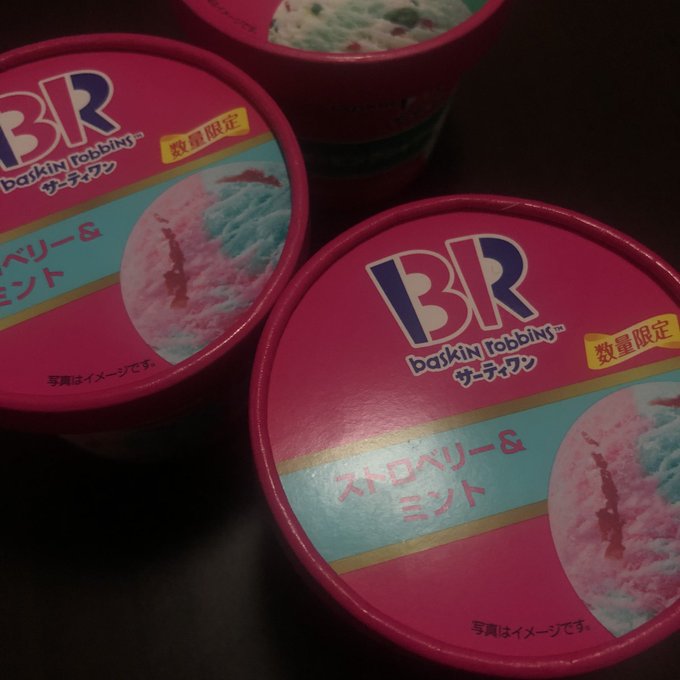 BR
baskin robbins™
サーティワン
数量限定
ロベリー&
ミント
写真はイメージです。
BR
baskin robbins™
サーティワン
数量限定
ストロベリー&
ミント
写真はイメージです。